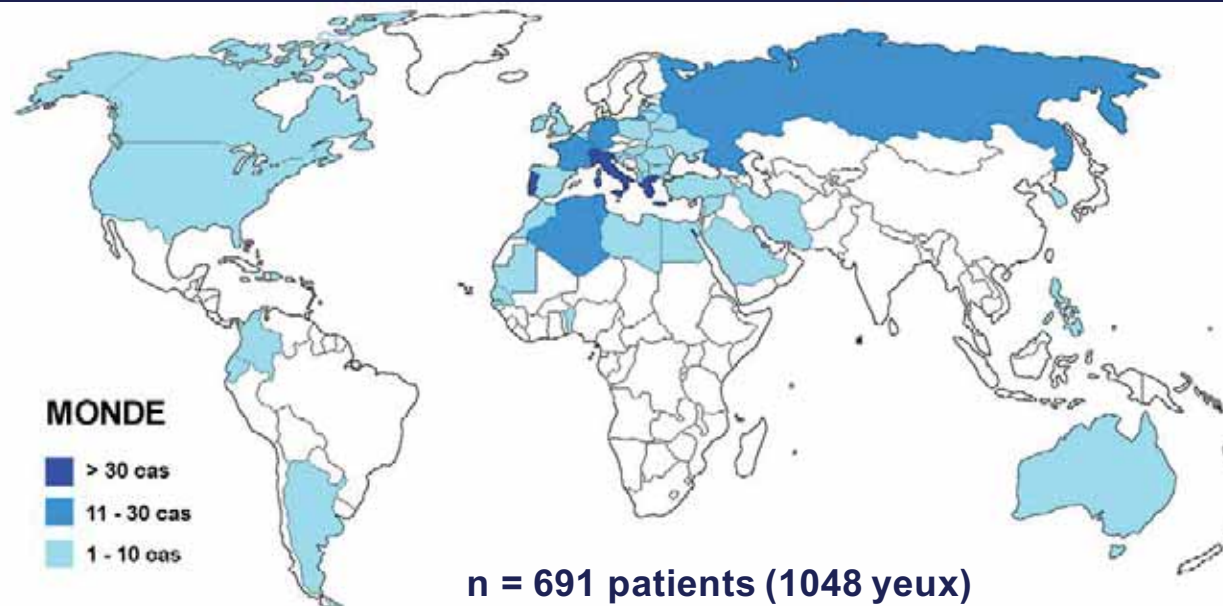 MONDE
> 30 cas
11 - 30 cas
1 - 10 cas
n = 691 patients (1048 yeux)